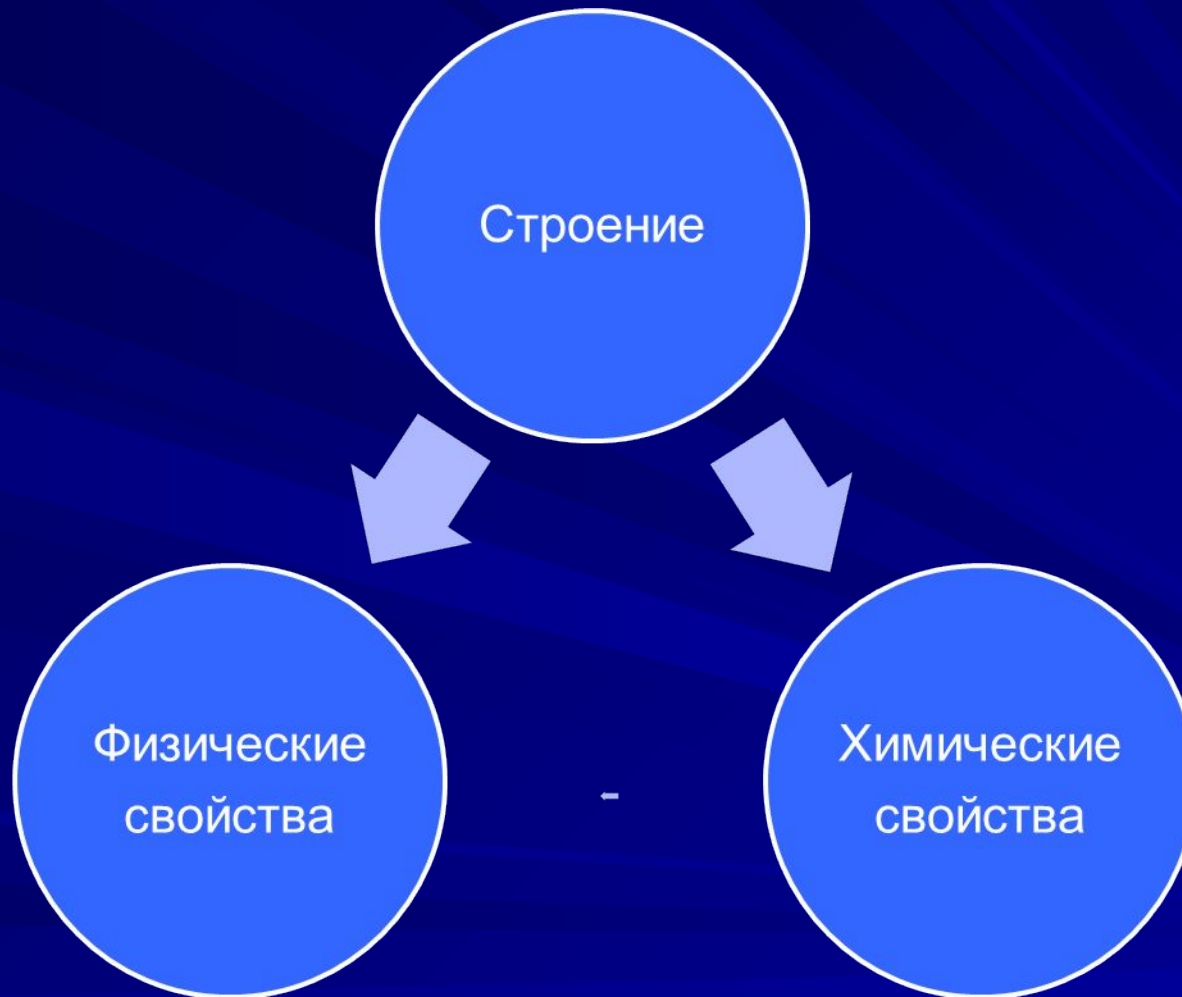 Строение
Физические
свойства
Химические
свойства